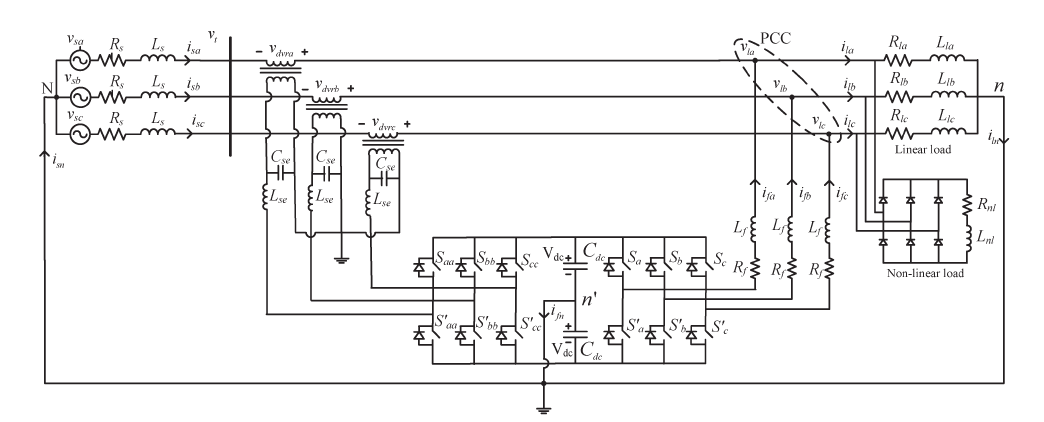 v_sa R_s L_s i_sa v_t - v_dvra + v_la PCC i_la R_la L_la
N v_sb R_s L_s i_sb - v_dvrb + v_lb i_lb R_lb L_lb n
v_sc R_s L_s i_sc - v_dvrc + v_lc i_lc R_lc L_lc
Linear load
i_sn C_se C_se C_se i_ln
L_se L_se L_se i_fa i_fb i_fc R_nl
L_f L_f L_f L_nl
S_aa S_bb S_cc V_dc + - C_dc S_a S_b S_c R_f R_f R_f Non-linear load
n'
i_fn
S'_aa S'_bb S'_cc V_dc + - C_dc S'_a S'_b S'_c